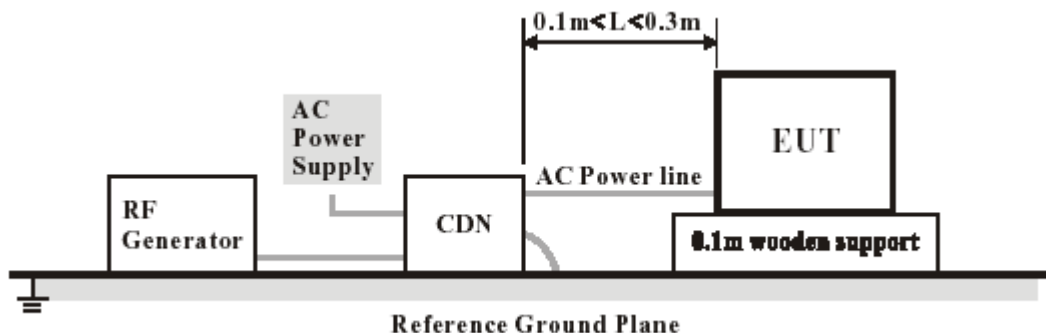 0.1m<L<0.3m
AC
Power
Supply
EUT
AC Power line
RF
Generator
CDN
0.1m wooden support
Reference Ground Plane